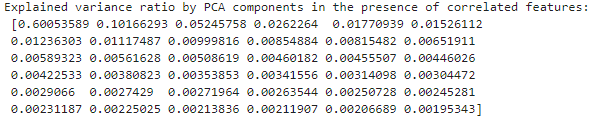 Explained variance ratio by PCA components in the presence of correlated features:
[0.60053589 0.10166293 0.05245758 0.0262264 0.01770939 0.01526112
0.01236303 0.01117487 0.00999816 0.00854884 0.00815482 0.00651911
0.00589323 0.00561628 0.00508619 0.00460182 0.00455507 0.00446026
0.00422533 0.00380823 0.00353853 0.00341556 0.00314098 0.00304472
0.0029066 0.0027429 0.00271964 0.00263544 0.00250728 0.00245281
0.00231187 0.00225025 0.00213836 0.00211907 0.00206689 0.00195343]